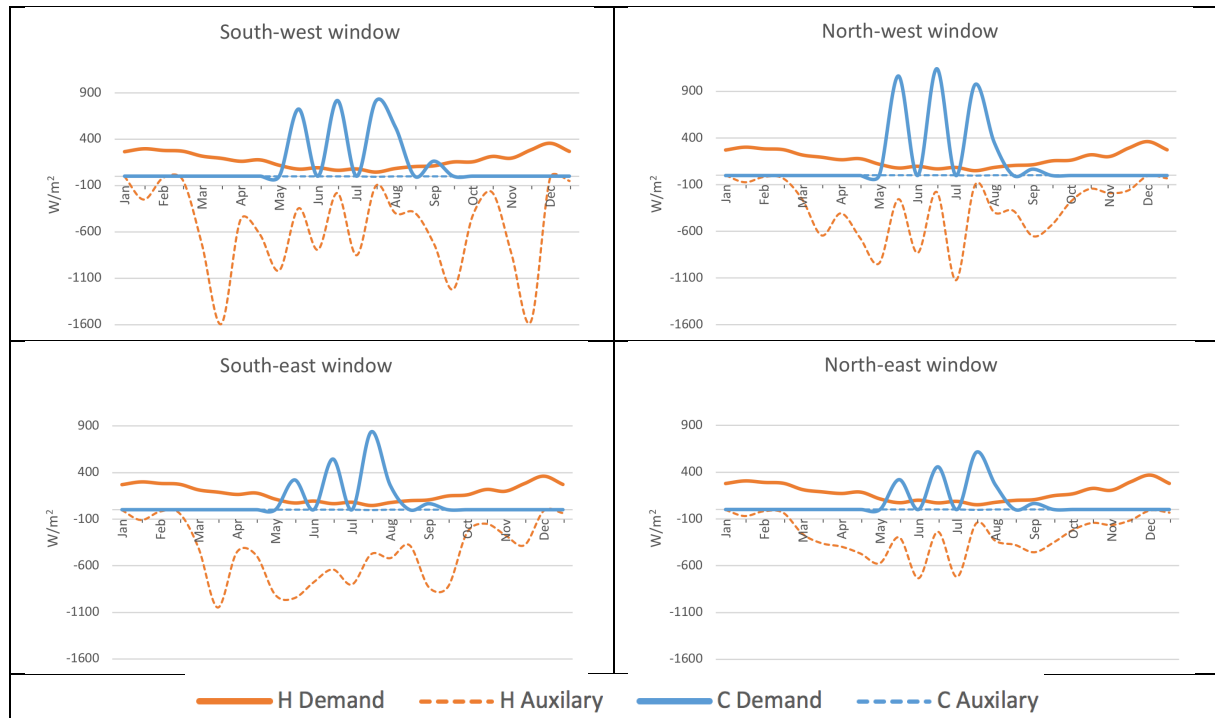 South-west window
900
400
-100
-600
-1100
-1600
W/m²
Jan
Feb
Mar
Apr
May
Jun
Jul
Aug
Sep
Oct
Nov
Dec
North-west window
900
400
-100
-600
-1100
-1600
W/m²
Jan
Feb
Mar
Apr
May
Jun
Jul
Aug
Sep
Oct
Nov
Dec
South-east window
900
400
-100
-600
-1100
-1600
W/m²
Jan
Feb
Mar
Apr
May
Jun
Jul
Aug
Sep
Oct
Nov
Dec
North-east window
900
400
-100
-600
-1100
-1600
W/m²
Jan
Feb
Mar
Apr
May
Jun
Jul
Aug
Sep
Oct
Nov
Dec
H Demand H Auxilary C Demand C Auxilary